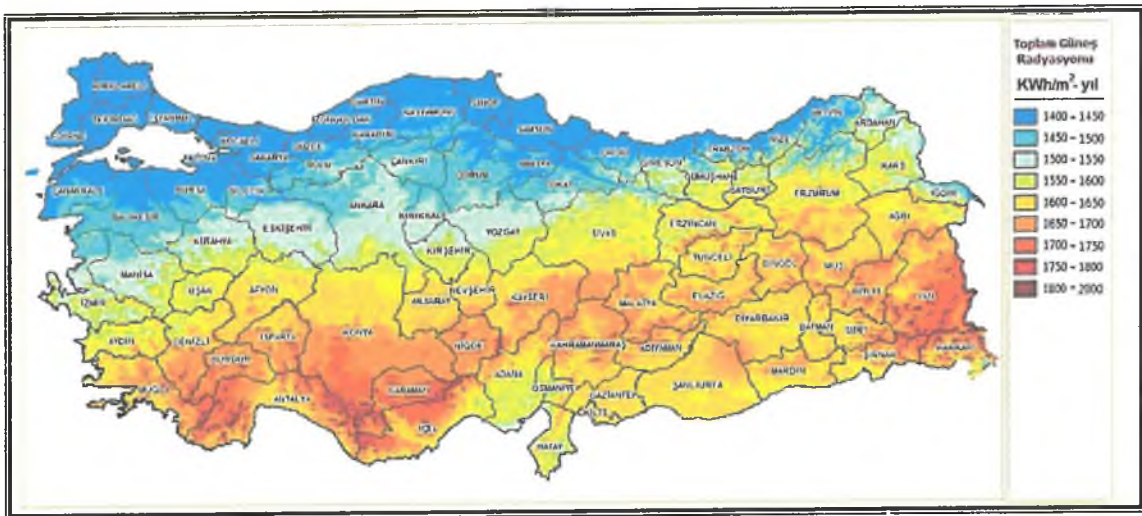 Toplam Güneş
Radyasyonu
KWh/m²- yıl
1400 - 1450
1450 - 1500
1500 - 1550
1550 - 1600
1600 - 1650
1650 - 1700
1700 - 1750
1750 - 1800
1800 - 2000
KIRKLARELİ
TEKİRDAĞ
İSTANBUL
KOCAELİ
SAKARYA
BOLU
BARTIN
ZONGULDAK
KARABÜK
KASTAMONU
SİNOP
SAMSUN
ORDU
GİRESUN
TRABZON
RİZE
ARTVİN
ARDAHAN
ÇANAKKALE
BALIKESİR
BURSA
BİLECİK
ANKARA
ÇANKIRI
ÇORUM
AMASYA
TOKAT
GÜMÜŞHANE
BAYBURT
ERZURUM
KARS
IĞDIR
KÜTAHYA
ESKİŞEHİR
KIRIKKALE
YOZGAT
SİVAS
ERZİNCAN
AĞRI
MANİSA
UŞAK
AFYON
KIRŞEHİR
NEVŞEHİR
TUNCELİ
BİNGÖL
MUŞ
İZMİR
AKSARAY
KAYSERİ
MALATYA
ELAZIĞ
BİTLİS
VAN
AYDIN
DENİZLİ
ISPARTA
KONYA
NİĞDE
KAHRAMANMARAŞ
ADIYAMAN
DİYARBAKIR
BATMAN
SİİRT
HAKKARİ
BURDUR
MUĞLA
ANTALYA
KARAMAN
ADANA
OSMANİYE
GAZİANTEP
ŞANLIURFA
MARDİN
ŞIRNAK
İÇEL
KİLİS
HATAY